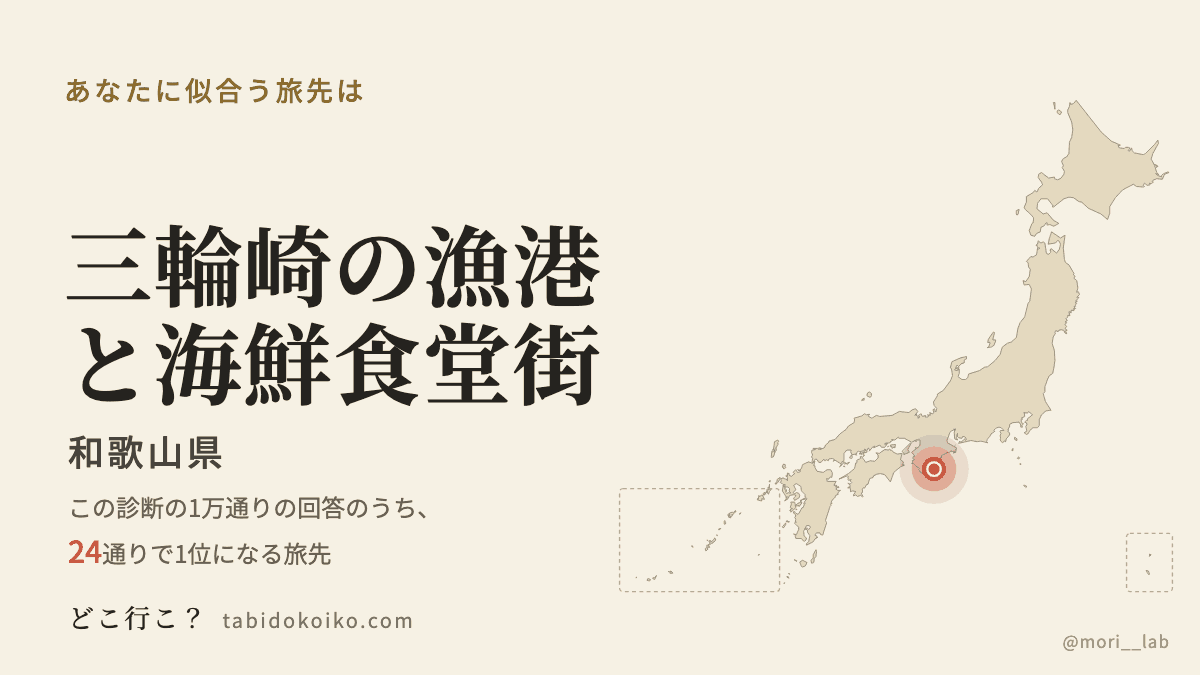 あなたに似合う旅先は
三輪崎の漁港
と海鮮食堂街
和歌山県
この診断の1万通りの回答のうち、
24通りで1位になる旅先
どこ行こ？ tabidokoiko.com
@mori__lab